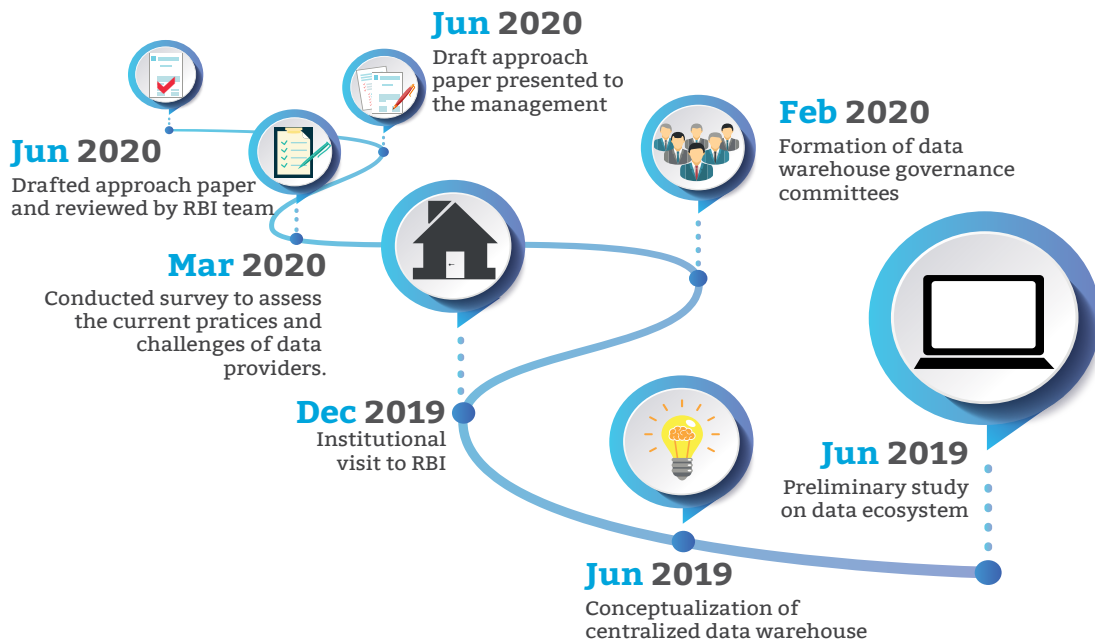 Jun 2020
Draft approach
paper presented to
the management
Jun 2020
Drafted approach paper
and reviewed by RBI team
Feb 2020
Formation of data
warehouse governance
committees
Mar 2020
Conducted survey to assess
the current pratices and
challenges of data
providers.
Dec 2019
Institutional
visit to RBI
Jun 2019
Preliminary study
on data ecosystem
Jun 2019
Conceptualization of
centralized data warehouse